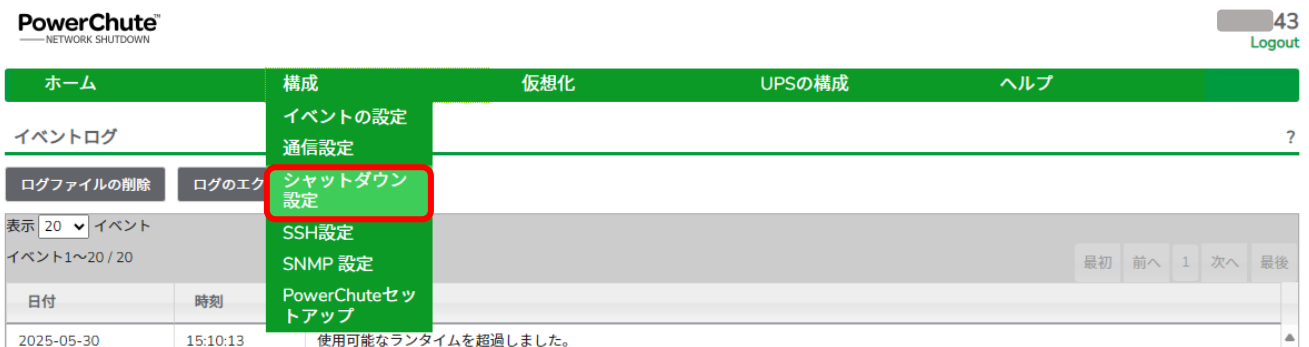 PowerChute™
NETWORK SHUTDOWN
43
Logout
ホーム
構成
仮想化
UPSの構成
ヘルプ
イベントの設定
通信設定
シャットダウン
設定
SSH設定
SNMP 設定
PowerChuteセッ
トアップ
イベントログ
?
ログファイルの削除
ログのエク
表示 20 イベント
イベント1～20 / 20
最初 前へ 1 次へ 最後
日付
時刻
2025-05-30
15:10:13
使用可能なランタイムを超過しました。